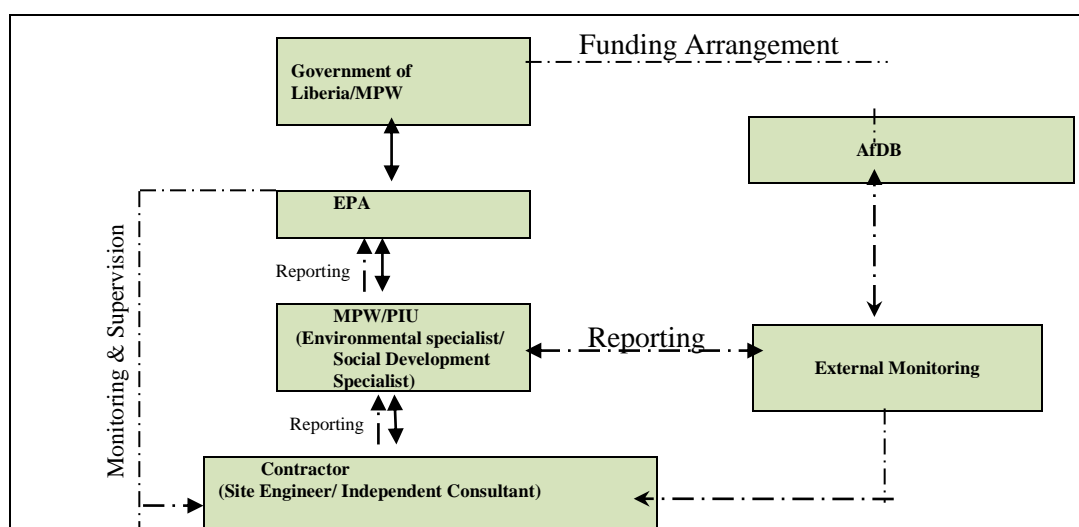 Funding Arrangement
Government of
Liberia/MPW
AfDB
EPA
Monitoring & Supervision
Reporting
MPW/PIU
(Environmental specialist/
Social Development
Specialist)
Reporting
External Monitoring
Reporting
Contractor
(Site Engineer/ Independent Consultant)